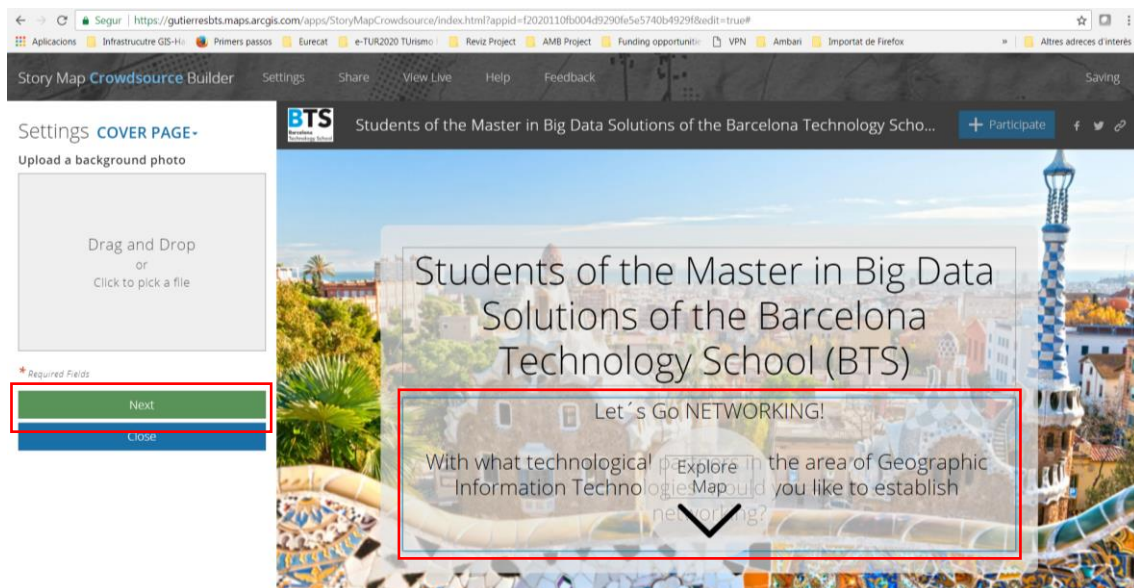 Segur | https://gutierresbts.maps.arcgis.com/apps/StoryMapCrowdsource/index.html?appid=f2020110fb004d9290fe5e5740b4929f&edit=true#
Aplicacions Infrastrucutre GIS-Ha Primers passos Eurecat e-TUR2020 TUrismo I Reviz Project AMB Project Funding opportunitie VPN Ambari Importat de Firefox » Altres adreces d'interès
Story Map Crowdsource Builder Settings Share View Live Help Feedback Saving
Settings COVER PAGE
Upload a background photo
Drag and Drop
or
Click to pick a file
* Required Fields
Next
Close
BTS
Barcelona
Technology School
Students of the Master in Big Data Solutions of the Barcelona Technology Scho...
+ Participate
Students of the Master in Big Data
Solutions of the Barcelona
Technology School (BTS)
Let´s Go NETWORKING!
With what technological partners in the area of Geographic
Information Technologies would you like to establish
networking?
Explore
Map